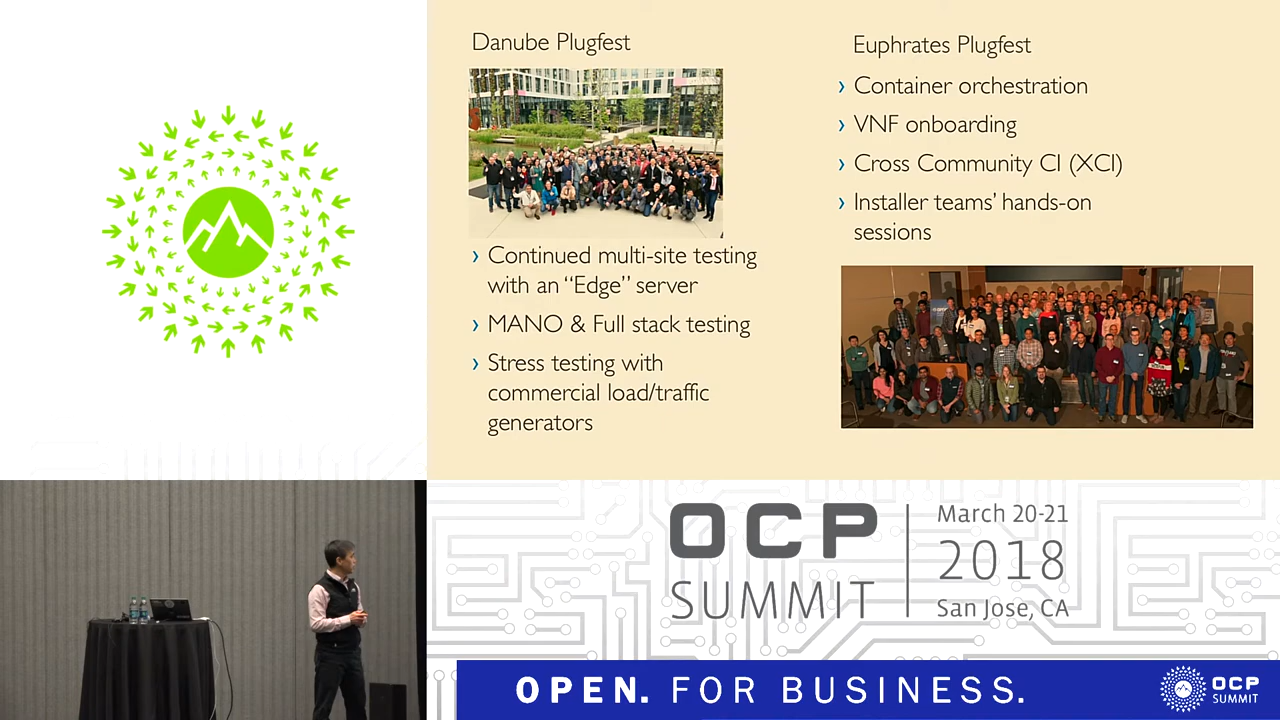 Danube Plugfest
› Continued multi-site testing
with an “Edge” server
› MANO & Full stack testing
› Stress testing with
commercial load/traffic
generators
Euphrates Plugfest
› Container orchestration
› VNF onboarding
› Cross Community CI (XCI)
› Installer teams’ hands-on
sessions
OCP
SUMMIT
March 20-21
2018
San Jose, CA
OPEN. FOR BUSINESS.
OCP
SUMMIT